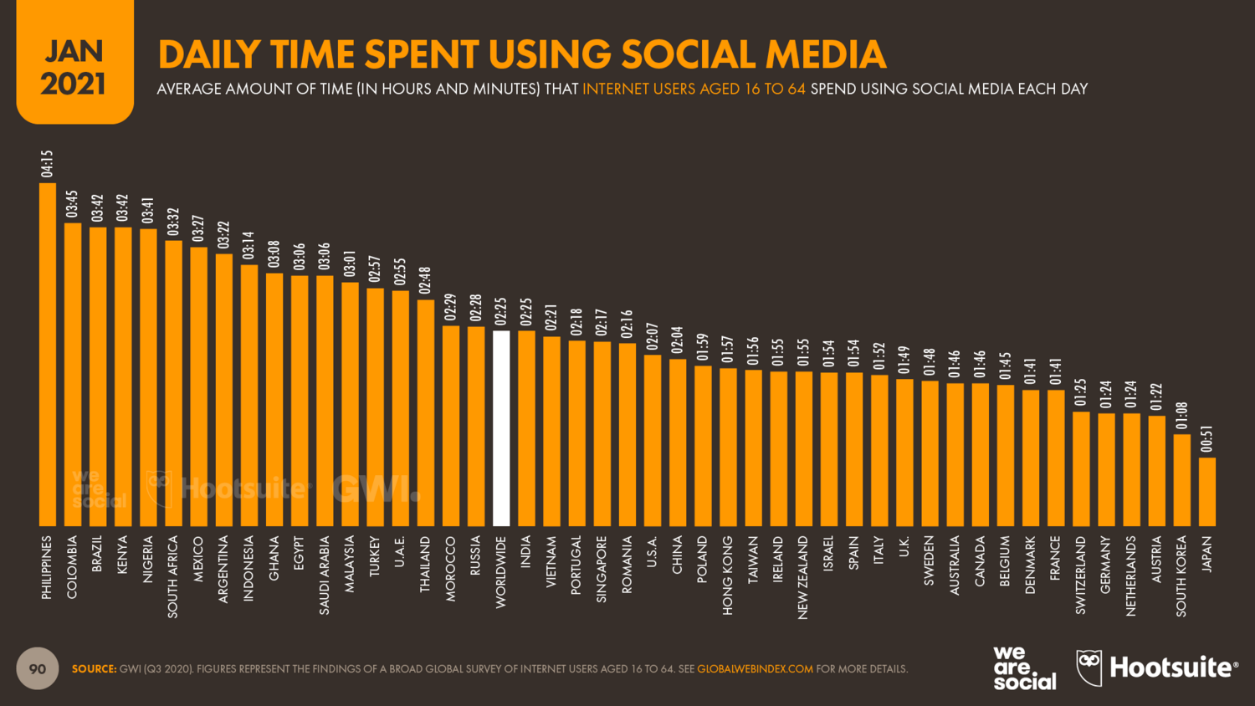 JAN
2021
DAILY TIME SPENT USING SOCIAL MEDIA
AVERAGE AMOUNT OF TIME (IN HOURS AND MINUTES) THAT INTERNET USERS AGED 16 TO 64 SPEND USING SOCIAL MEDIA EACH DAY
04:15
03:45
03:42
03:42
03:41
03:32
03:27
03:22
03:14
03:08
03:06
03:06
03:01
02:57
02:55
02:48
02:29
02:28
02:25
02:25
02:21
02:18
02:17
02:16
02:07
02:04
01:59
01:57
01:56
01:55
01:55
01:54
01:54
01:52
01:49
01:48
01:46
01:46
01:45
01:41
01:41
01:25
01:24
01:24
01:22
01:08
00:51
we
are
social
Hootsuite®
GWI.
PHILIPPINES
COLOMBIA
BRAZIL
KENYA
NIGERIA
SOUTH AFRICA
MEXICO
ARGENTINA
INDONESIA
GHANA
EGYPT
SAUDI ARABIA
MALAYSIA
TURKEY
U.A.E.
THAILAND
MOROCCO
RUSSIA
WORLDWIDE
INDIA
VIETNAM
PORTUGAL
SINGAPORE
ROMANIA
U.S.A.
CHINA
POLAND
HONG KONG
TAIWAN
IRELAND
NEW ZEALAND
ISRAEL
SPAIN
ITALY
U.K.
SWEDEN
AUSTRALIA
CANADA
BELGIUM
DENMARK
FRANCE
SWITZERLAND
GERMANY
NETHERLANDS
AUSTRIA
SOUTH KOREA
JAPAN
90
SOURCE: GWI (Q3 2020). FIGURES REPRESENT THE FINDINGS OF A BROAD GLOBAL SURVEY OF INTERNET USERS AGED 16 TO 64. SEE GLOBALWEBINDEX.COM FOR MORE DETAILS.
we
are
social
Hootsuite®